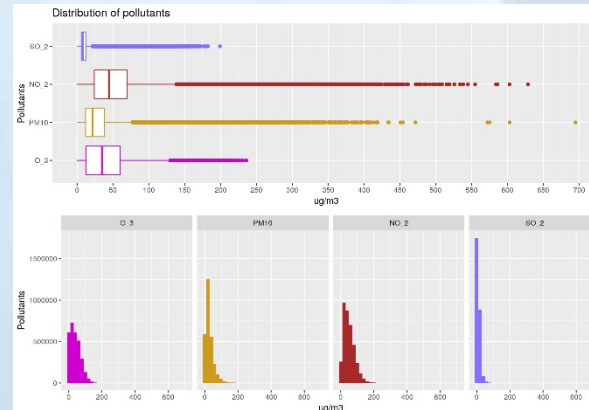 Distribution of pollutants
SO_2
NO_2
PM10
O_3
Pollutants
0 50 100 150 200 250 300 350 400 450 500 550 600 650 700
ug/m3
O_3 PM10 NO_2 SO_2
1500000
1000000
500000
0
Pollutants
0 200 400 600 0 200 400 600 0 200 400 600 0 200 400 600
ug/m3